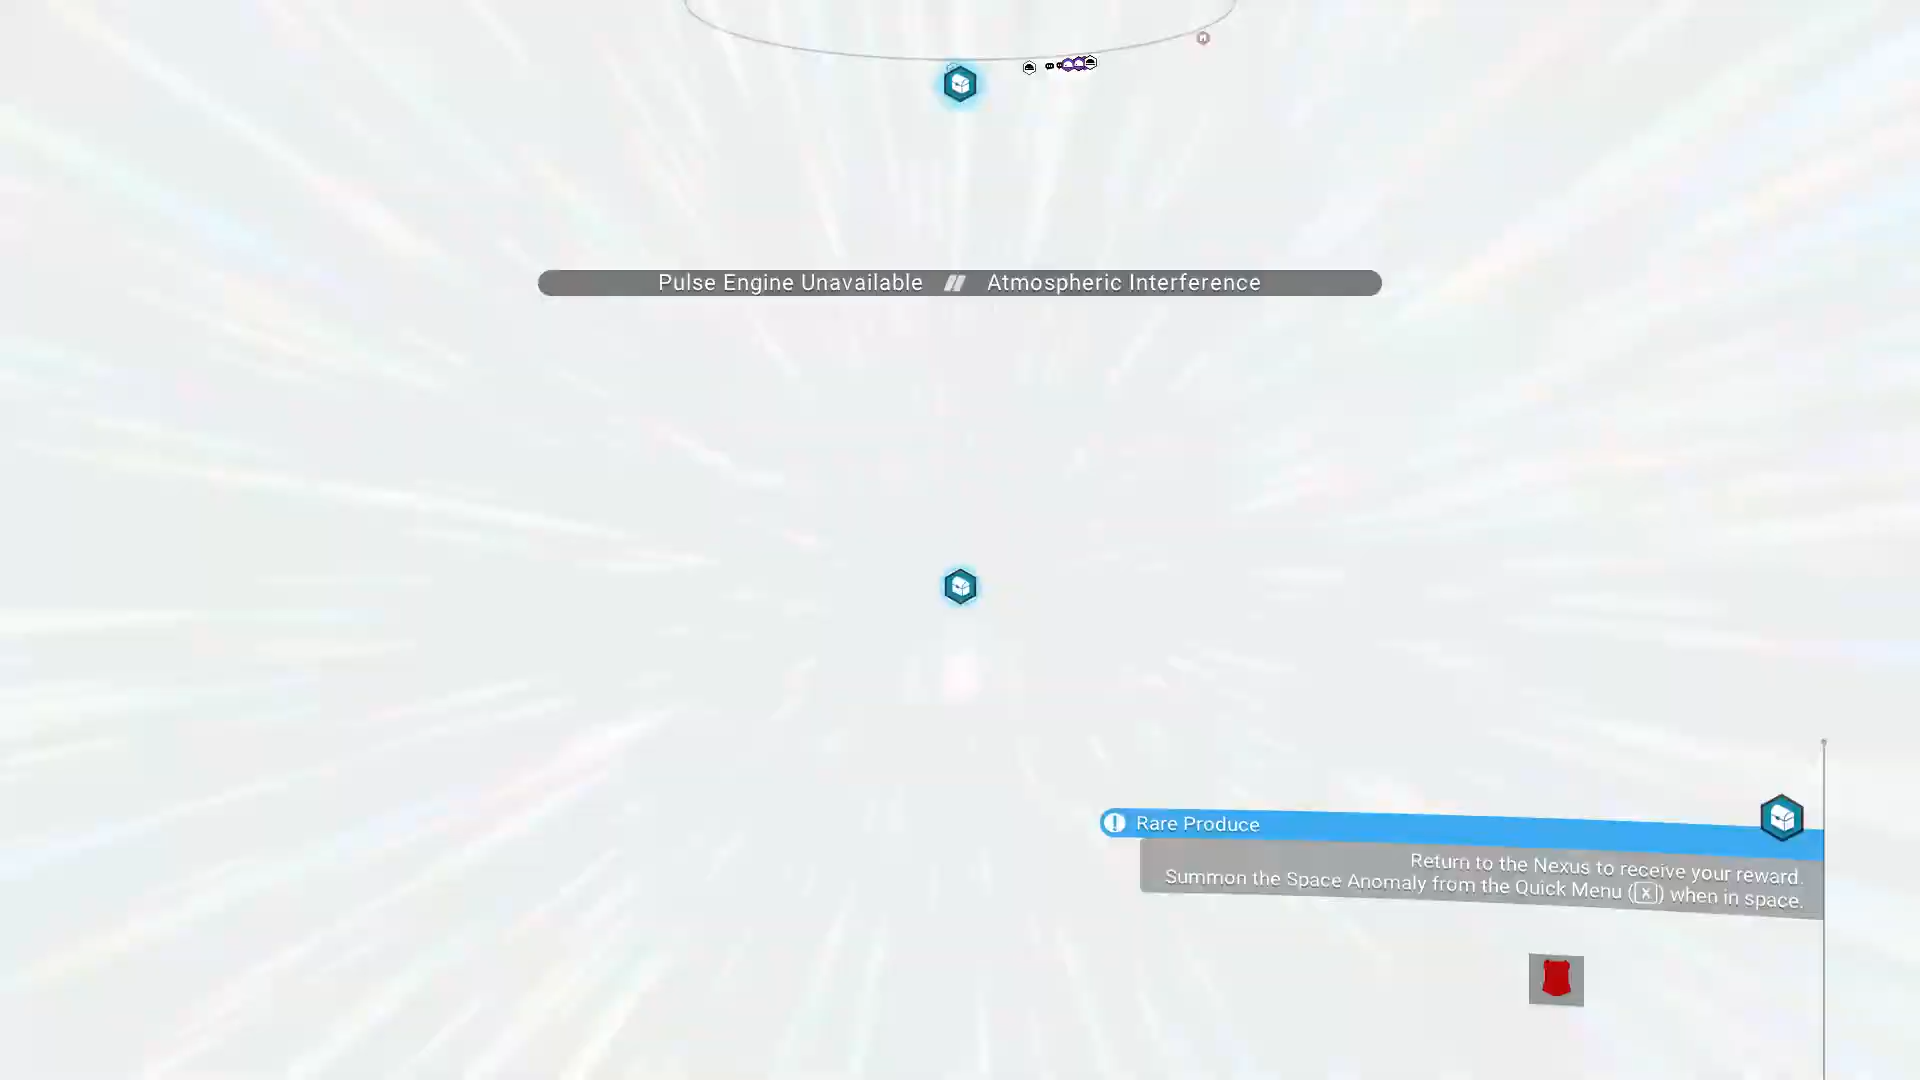 Pulse Engine Unavailable // Atmospheric Interference
Rare Produce
Return to the Nexus to receive your reward.
Summon the Space Anomaly from the Quick Menu (X) when in space.